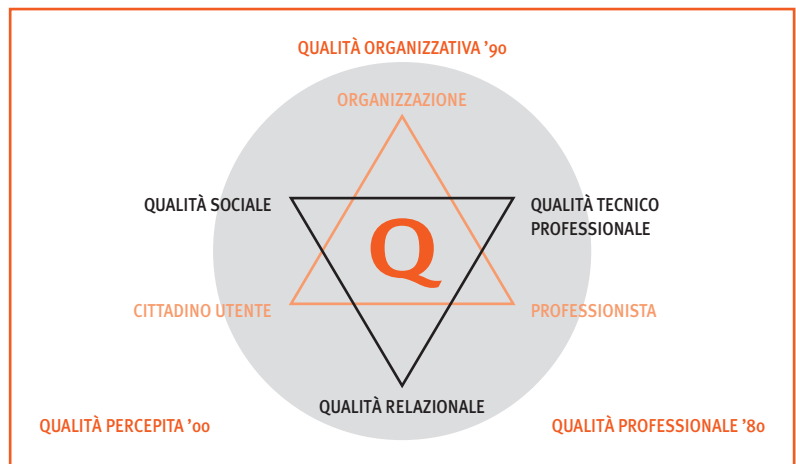 QUALITÀ ORGANIZZATIVA ’90
ORGANIZZAZIONE
QUALITÀ SOCIALE
QUALITÀ TECNICO
PROFESSIONALE
Q
CITTADINO UTENTE
PROFESSIONISTA
QUALITÀ RELAZIONALE
QUALITÀ PERCEPITA ’00
QUALITÀ PROFESSIONALE ’80